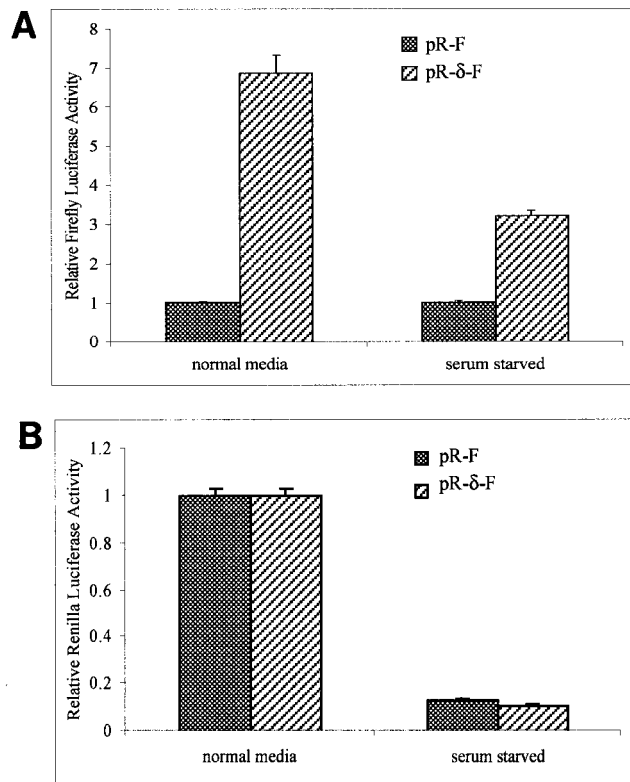 A
Relative Firefly Luciferase Activity
8
7
6
5
4
3
2
1
0
pR-F
pR-δ-F
normal media
serum starved
B
Relative Renilla Luciferase Activity
1.2
1
0.8
0.6
0.4
0.2
0
pR-F
pR-δ-F
normal media
serum starved